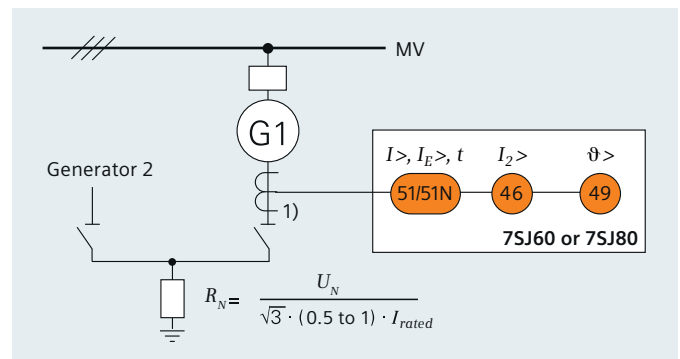 MV
G1
I>, I_E>, t I_2> ϑ>
Generator 2
51/51N 46 49
1)
7SJ60 or 7SJ80
R_N = U_N / √3 · (0.5 to 1) · I_rated